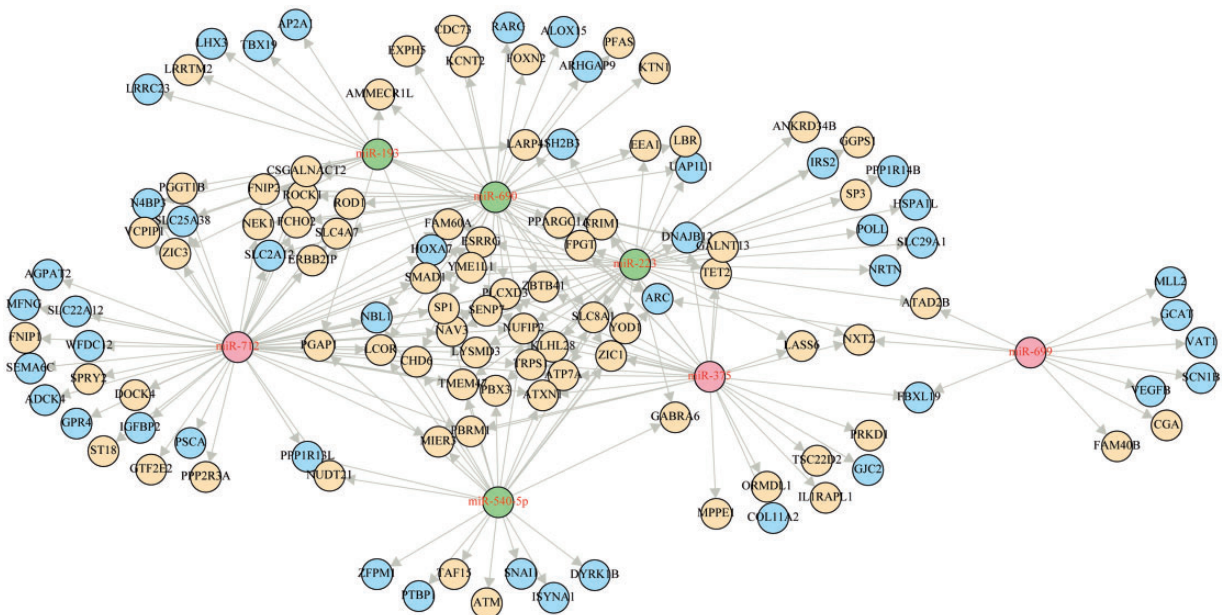 AP2A1
LHX3
TBX19
LRRTM2
LRRC23
CDC73
RARG
ALOX15
PFAS
EXPH5
KCNT2
FOXN2
ARHGAP9
KTN1
AMMECR1L
miR-193
LARP4
SH2B3
EEA1
LBR
UAP1L1
ANKRD34B
GGPS1
IRS2
PPP1R14B
SP3
HSPA1L
POLL
SLC29A1
NRTN
ATAD2B
CSGALNACT2
PGGT1B
FNIP2
ROCK1
ROD1
N4BP3
SLC25A38
VCPIP1
NEK1
FCHO2
SLC4A7
ZIC3
SLC2A12
ERBB2IP
miR-690
FAM60A
PPARGC1A
KRIM1
FPGT
HOXA7
ESRRG
DNAJB12
GALNT13
miR-223
TET2
SMAD1
YME1L1
PLCXD3
ZBTB41
ARC
AGPAT2
MFNG
SLC22A12
FNIP1
WFDC12
SEMA6C
SPRY2
ADCK4
DOCK4
GPR4
IGFBP2
ST18
PSCA
GTF2E2
PPP2R3A
miR-712
NBL1
SP1
SENP7
SLC8A1
PGAP1
LCOR
NAV3
NUFIP2
YOD1
CHD6
LYSMD3
KLHL28
ZIC1
TRPS1
TMEM47
PBX3
ATP7A
ATXN1
miR-375
LASS6
NXT2
miR-699
MLL2
GCAT
VAT1
SCN1B
VEGFB
CGA
FAM40B
FBXL19
GABRA6
PBRM1
MIER3
PPP1R13L
NUDT21
PRKD1
TSC22D2
GJC2
ORMDL1
IL1RAPL1
MPPE1
COL11A2
miR-540-5p
ZFPM1
TAF15
SNAI1
DYRK1B
PTBP1
ATM
ISYNA1